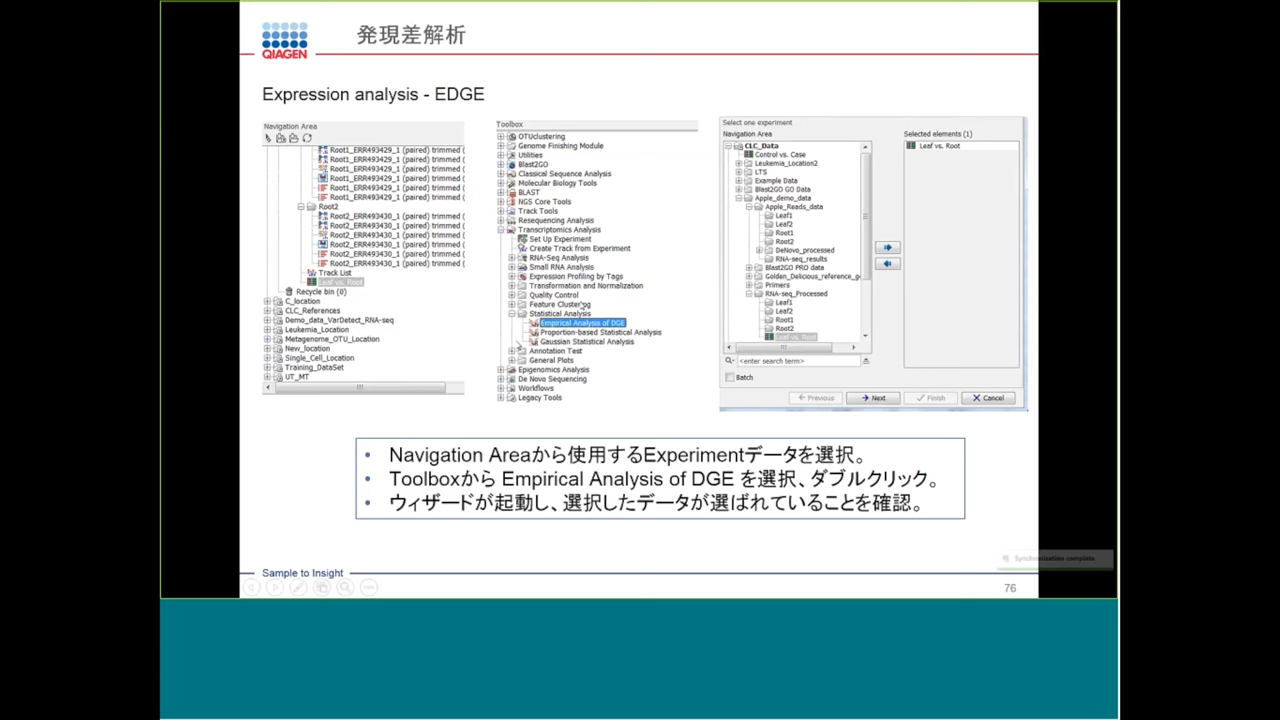 QIAGEN
発現差解析
Expression analysis - EDGE
Navigation Area
Root1_ERR493429_1 (paired) trimmed (
Root1_ERR493429_1 (paired) trimmed (
Root1_ERR493429_1 (paired) trimmed (
Root1_ERR493429_1 (paired) trimmed (
Root1_ERR493429_1 (paired) trimmed (
Root1_ERR493429_1 (paired) trimmed (
Root2
Root2_ERR493430_1 (paired) trimmed (
Root2_ERR493430_1 (paired) trimmed (
Root2_ERR493430_1 (paired) trimmed (
Root2_ERR493430_1 (paired) trimmed (
Root2_ERR493430_1 (paired) trimmed (
Root2_ERR493430_1 (paired) trimmed (
Track List
Leaf vs. Root
Recycle bin (0)
C_location
CLC_References
Demo_data_VarDetect_RNA-seq
Leukemia_Location
Metagenome_OTU_Location
New_location
Single_Cell_Location
Training_DataSet
UT_MT
Toolbox
OTUclustering
Genome Finishing Module
Utilities
Blast2GO
Classical Sequence Analysis
Molecular Biology Tools
BLAST
NGS Core Tools
Track Tools
Resequencing Analysis
Transcriptomics Analysis
Set Up Experiment
Create Track from Experiment
RNA-Seq Analysis
Small RNA Analysis
Expression Profiling by Tags
Transformation and Normalization
Quality Control
Feature Clustering
Statistical Analysis
Empirical Analysis of DGE
Proportion-based Statistical Analysis
Gaussian Statistical Analysis
Annotation Test
General Plots
Epigenomics Analysis
De Novo Sequencing
Workflows
Legacy Tools
Select one experiment
Navigation Area
CLC_Data
Control vs. Case
Leukemia_Location2
LTS
Example Data
Blast2GO GO Data
Apple_demo_data
Apple_Reads_data
Leaf1
Leaf2
Root1
Root2
DeNovo_processed
RNA-seq_results
Blast2GO PRO data
Golden_Delicious_reference_g
Primers
RNA-seq_Processed
Leaf1
Leaf2
Root1
Root2
Leaf vs. Root
<enter search term>
Batch
Selected elements (1)
Leaf vs. Root
Previous
Next
Finish
Cancel
• Navigation Areaから使用するExperimentデータを選択。
• Toolboxから Empirical Analysis of DGE を選択、ダブルクリック。
• ウィザードが起動し、選択したデータが選ばれていることを確認。
Synchronization complete.
Sample to Insight
76